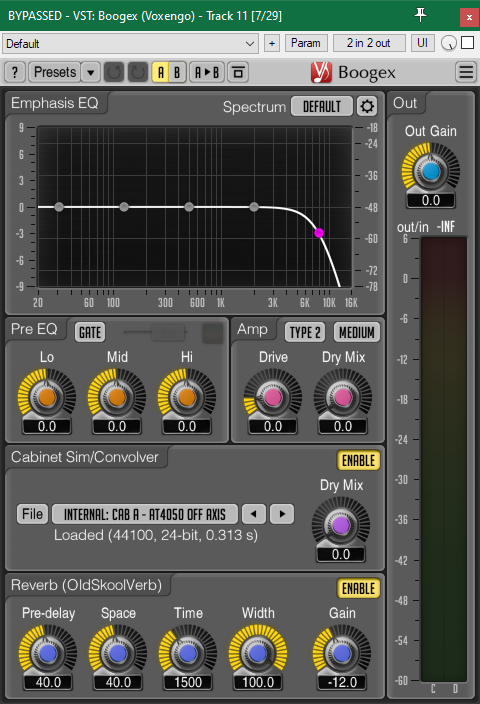 BYPASSED - VST: Boogex (Voxengo) - Track 11 [7/29] x
Default + Param 2 in 2 out UI
? Presets A B A▸B Boogex
Emphasis EQ Spectrum DEFAULT Out
9 -18
-24
6
3 -36
0 -48
-3
-60
-6
-72
-9 -78
20 60 100 300 600 1K 3K 6K 10K 16K
Out Gain
0.0
out/in -INF
6
0
-6
-12
-18
-24
-30
-36
-42
-48
-54
-60
C D
Pre EQ GATE
Lo Mid Hi
0.0 0.0 0.0
Amp TYPE 2 MEDIUM
Drive Dry Mix
0.0 0.0
Cabinet Sim/Convolver ENABLE
Dry Mix
File INTERNAL: CAB A - AT4050 OFF AXIS
Loaded (44100, 24-bit, 0.313 s)
0.0
Reverb (OldSkoolVerb) ENABLE
Pre-delay Space Time Width Gain
40.0 40.0 1500 100.0 -12.0